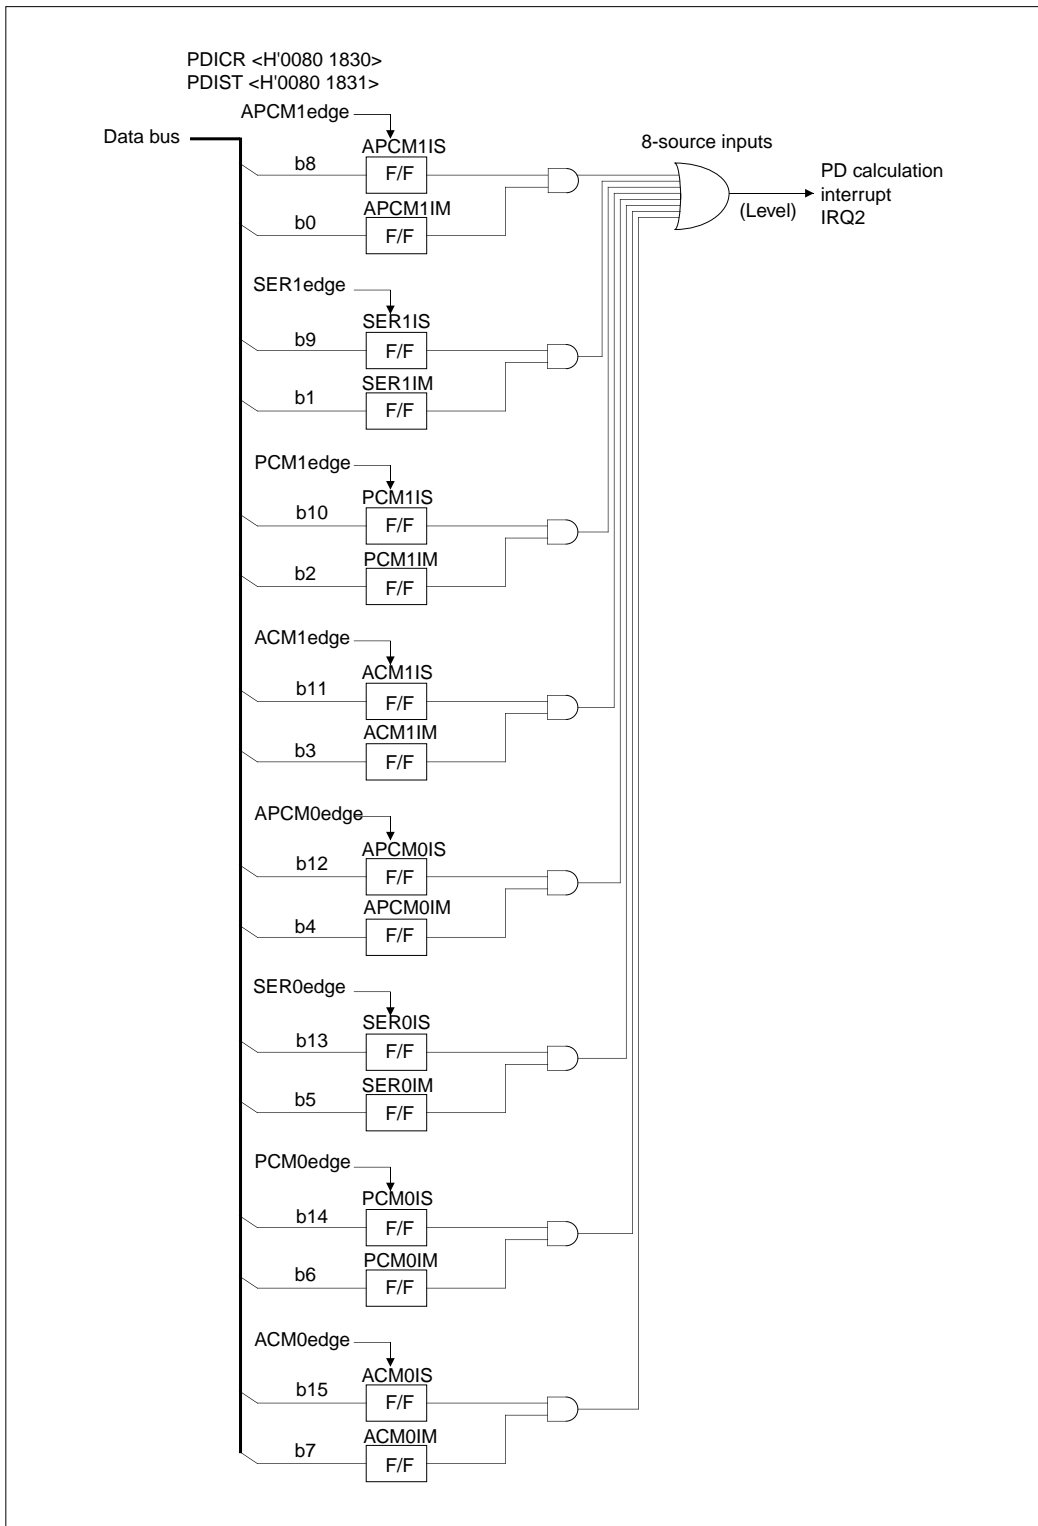 PDICR <H'0080 1830>
PDIST <H'0080 1831>
APCM1edge
Data bus
APCM1IS
8-source inputs
b8
F/F
PD calculation
interrupt
IRQ2
(Level)
APCM1IM
b0
F/F
SER1edge
SER1IS
b9
F/F
SER1IM
b1
F/F
PCM1edge
PCM1IS
b10
F/F
PCM1IM
b2
F/F
ACM1edge
ACM1IS
b11
F/F
ACM1IM
b3
F/F
APCM0edge
APCM0IS
b12
F/F
APCM0IM
b4
F/F
SER0edge
SER0IS
b13
F/F
SER0IM
b5
F/F
PCM0edge
PCM0IS
b14
F/F
PCM0IM
b6
F/F
ACM0edge
ACM0IS
b15
F/F
ACM0IM
b7
F/F